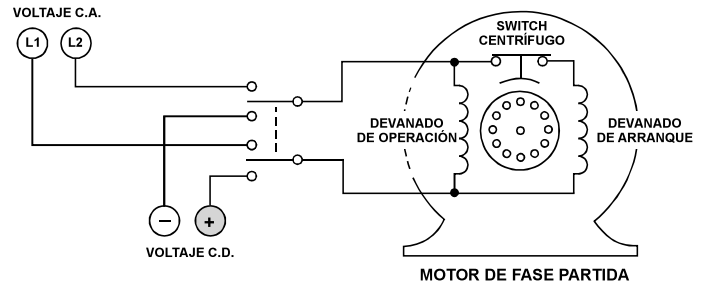 VOLTAJE C.A.
L1
L2
SWITCH
CENTRÍFUGO
DEVANADO
DE OPERACIÓN
DEVANADO
DE ARRANQUE
−
+
VOLTAJE C.D.
MOTOR DE FASE PARTIDA